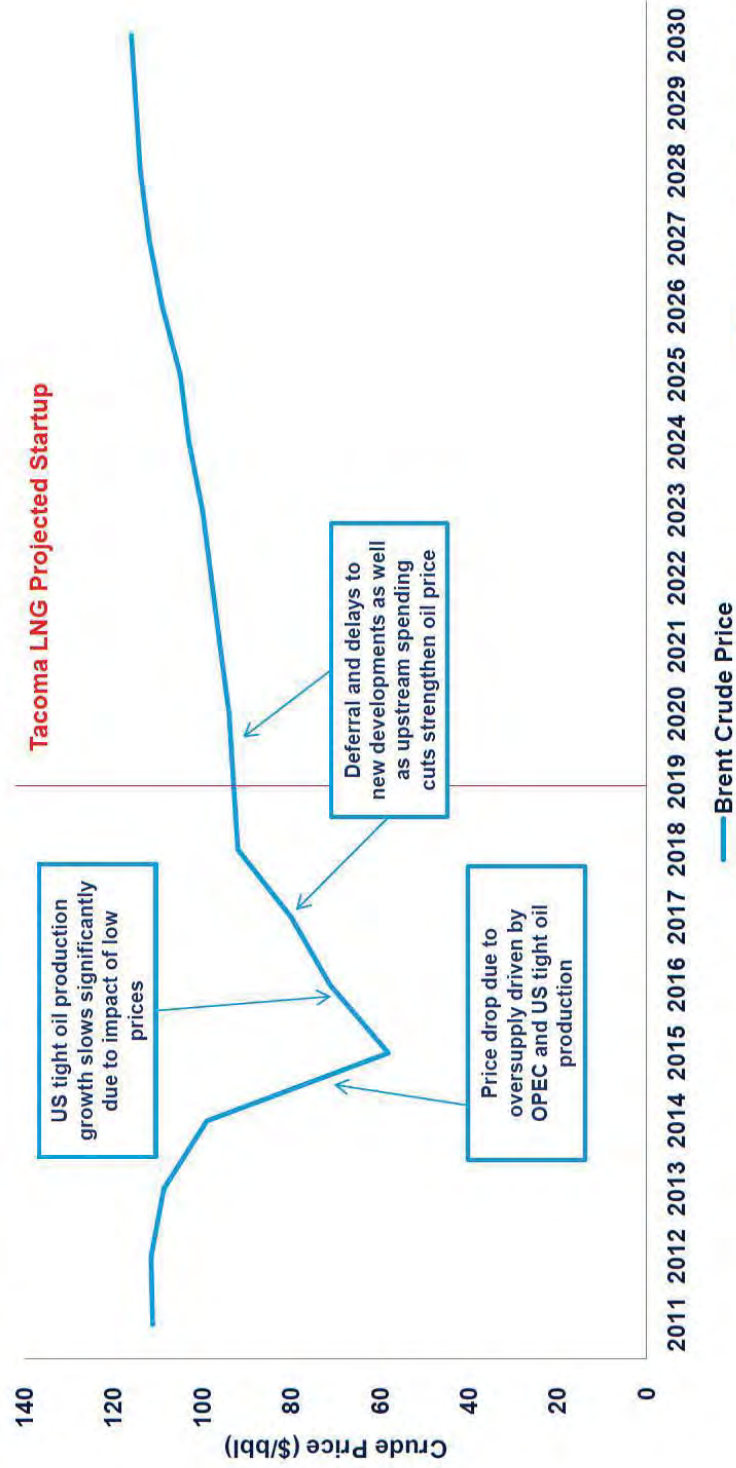 Tacoma LNG Projected Startup
US tight oil production
growth slows significantly
due to impact of low
prices
Deferral and delays to
new developments as well
as upstream spending
cuts strengthen oil price
Price drop due to
oversupply driven by
OPEC and US tight oil
production
Crude Price ($/bbl)
140
120
100
80
60
40
20
0
2011 2012 2013 2014 2015 2016 2017 2018 2019 2020 2021 2022 2023 2024 2025 2026 2027 2028 2029 2030
Brent Crude Price